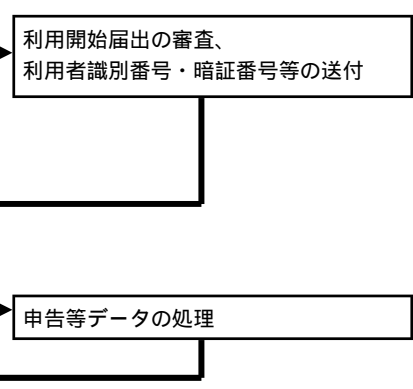 利用開始届出の審査、
利用者識別番号・暗証番号等の送付
申告等データの処理